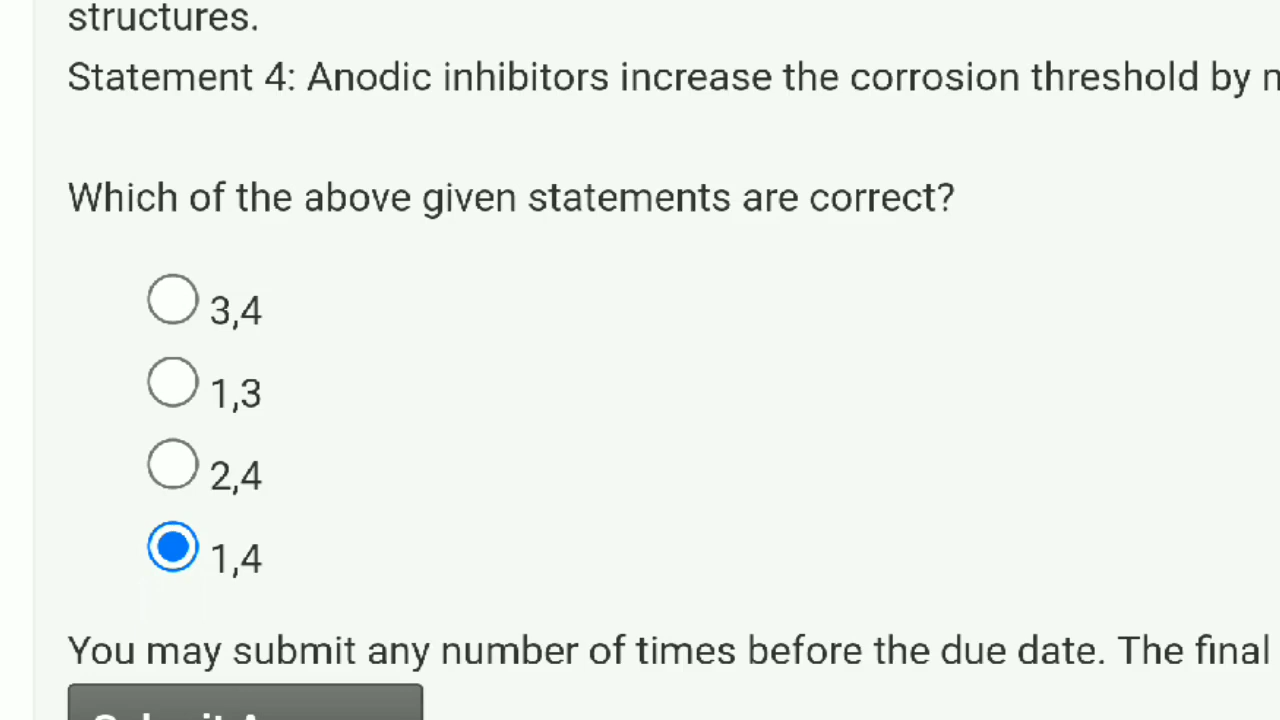 structures.
Statement 4: Anodic inhibitors increase the corrosion threshold by
Which of the above given statements are correct?
3,4
1,3
2,4
1,4
You may submit any number of times before the due date. The final